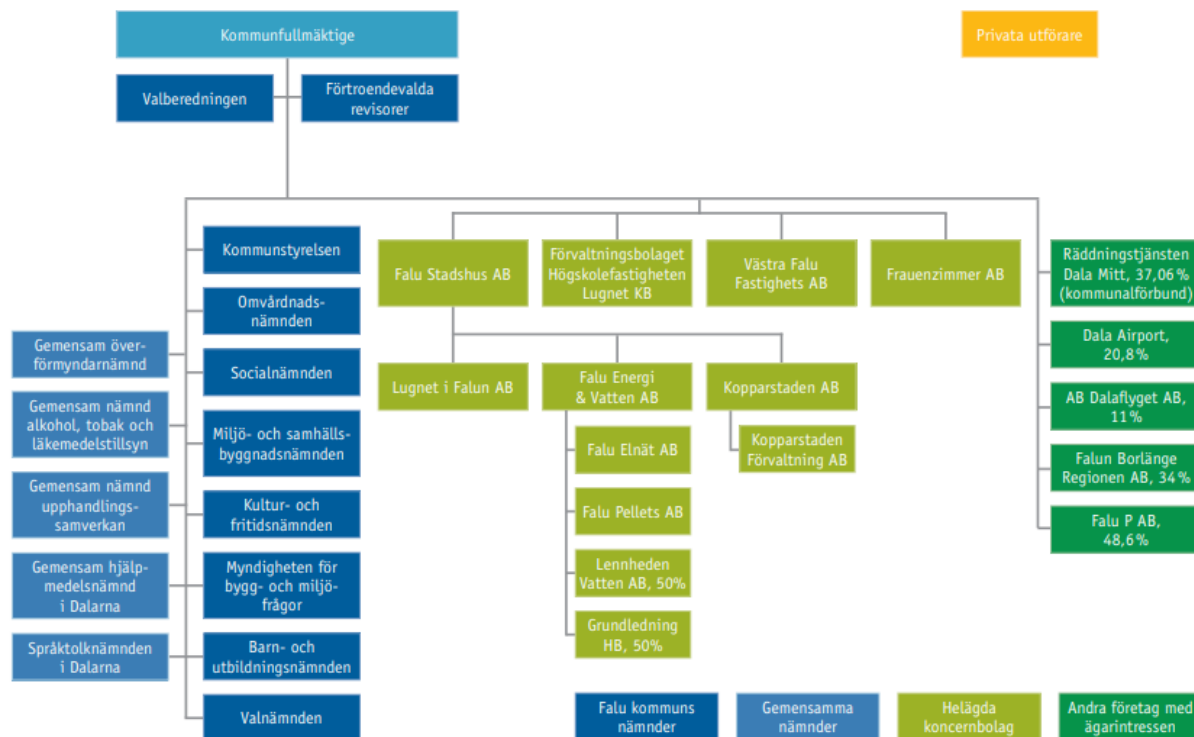 Kommunfullmäktige
Privata utförare
Valberedningen
Förtroendevalda
revisorer
Kommunstyrelsen
Omvårdnads-
nämnden
Socialnämnden
Miljö- och samhälls-
byggnadsnämnden
Kultur- och
fritidsnämnden
Myndigheten för
bygg- och miljö-
frågor
Barn- och
utbildningsnämnden
Valnämnden
Gemensam över-
förmyndarnämnd
Gemensam nämnd
alkohol, tobak och
läkemedelstillsyn
Gemensam nämnd
upphandlings-
samverkan
Gemensam hjälp-
medelsnämnd
i Dalarna
Språktolknämnden
i Dalarna
Falu Stadshus AB
Förvaltningsbolaget
Högskolefastigheten
Lugnet KB
Västra Falu
Fastighets AB
Frauenzimmer AB
Lugnet i Falun AB
Falu Energi
& Vatten AB
Kopparstaden AB
Falu Elnät AB
Falu Pellets AB
Lennheden
Vatten AB, 50%
Grundledning
HB, 50%
Kopparstaden
Förvaltning AB
Räddningstjänsten
Dala Mitt, 37,06%
(kommunalförbund)
Dala Airport,
20,8%
AB Dalaflyget AB,
11%
Falun Borlänge
Regionen AB, 34%
Falu P AB,
48,6%
Falu kommuns
nämnder
Gemensamma
nämnder
Helägda
koncernbolag
Andra företag med
ägarintressen